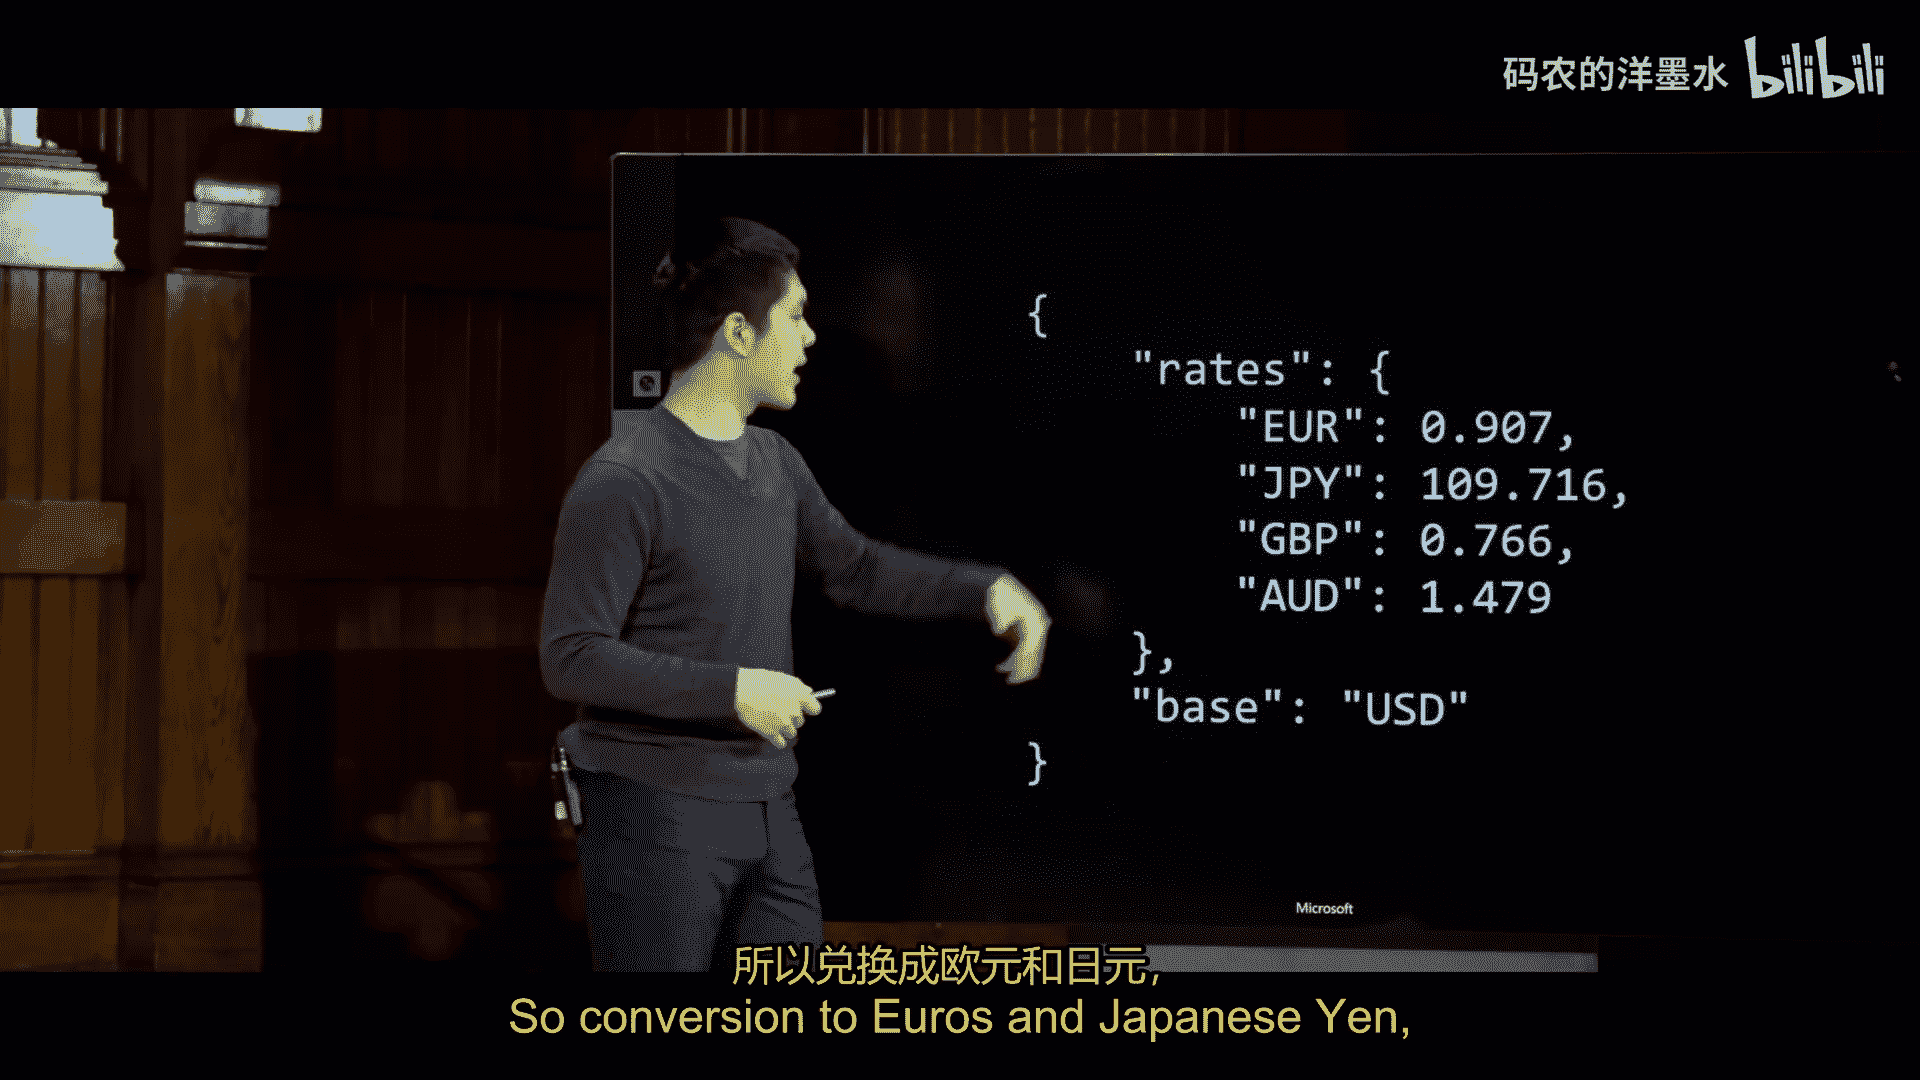 码农的洋墨水 bilibili
{
"rates": {
"EUR": 0.907,
"JPY": 109.716,
"GBP": 0.766,
"AUD": 1.479
},
"base": "USD"
}
Microsoft
所以兑换成欧元和日元，
So conversion to Euros and Japanese Yen,